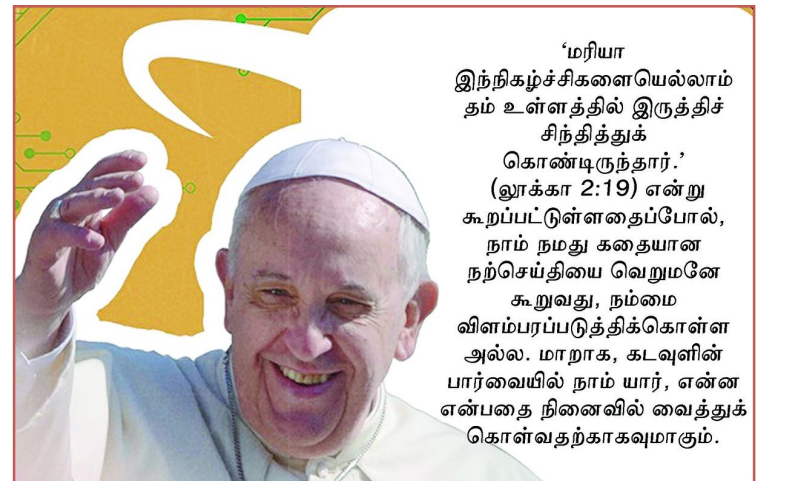 ‘மரியா
இந்நிகழ்ச்சிகளையெல்லாம்
தம் உள்ளத்தில் இருத்திச்
சிந்தித்துக்
கொண்டிருந்தார்.’
(லூக்கா 2:19) என்று
கூறப்பட்டுள்ளதைப்போல்,
நாம் நமது கதையான
நற்செய்தியை வெறுமனே
கூறுவது, நம்மை
விளம்பரப்படுத்திக்கொள்ள
அல்ல. மாறாக, கடவுளின்
பார்வையில் நாம் யார், என்ன
என்பதை நினைவில் வைத்துக்
கொள்வதற்காகவுமாகும்.